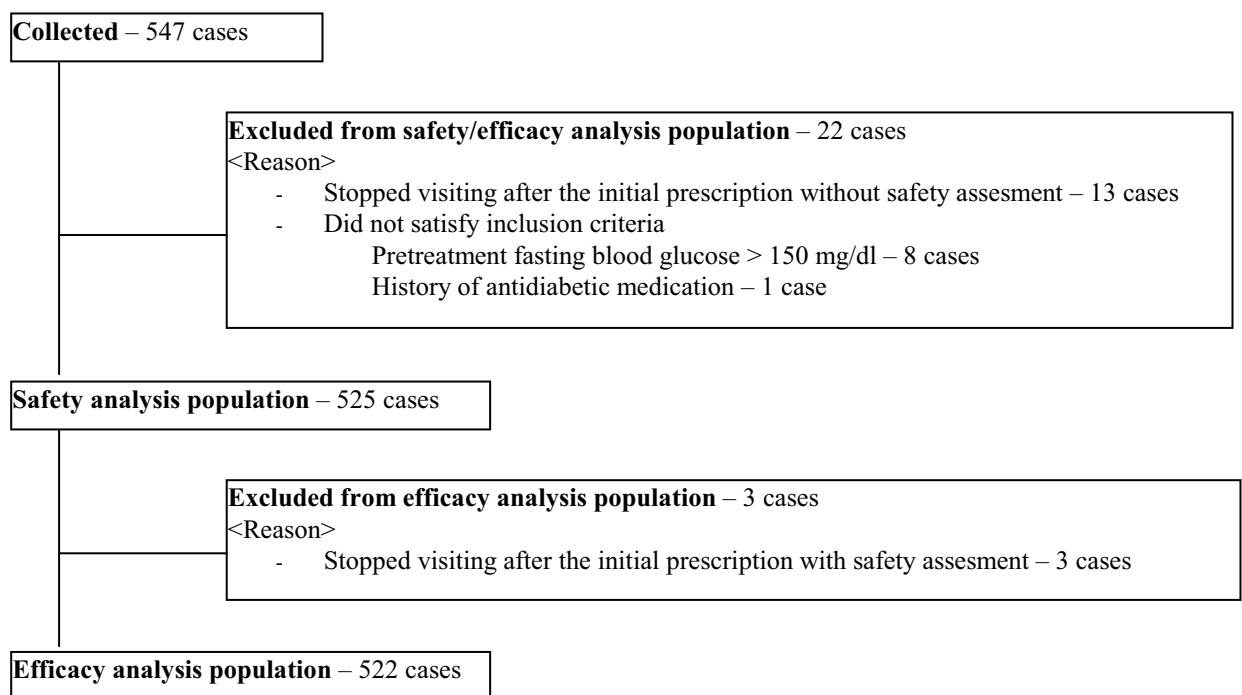 Collected – 547 cases
Excluded from safety/efficacy analysis population – 22 cases
<Reason>
- Stopped visiting after the initial prescription without safety assesment – 13 cases
- Did not satisfy inclusion criteria
Pretreatment fasting blood glucose > 150 mg/dl – 8 cases
History of antidiabetic medication – 1 case
Safety analysis population – 525 cases
Excluded from efficacy analysis population – 3 cases
<Reason>
- Stopped visiting after the initial prescription with safety assesment – 3 cases
Efficacy analysis population – 522 cases